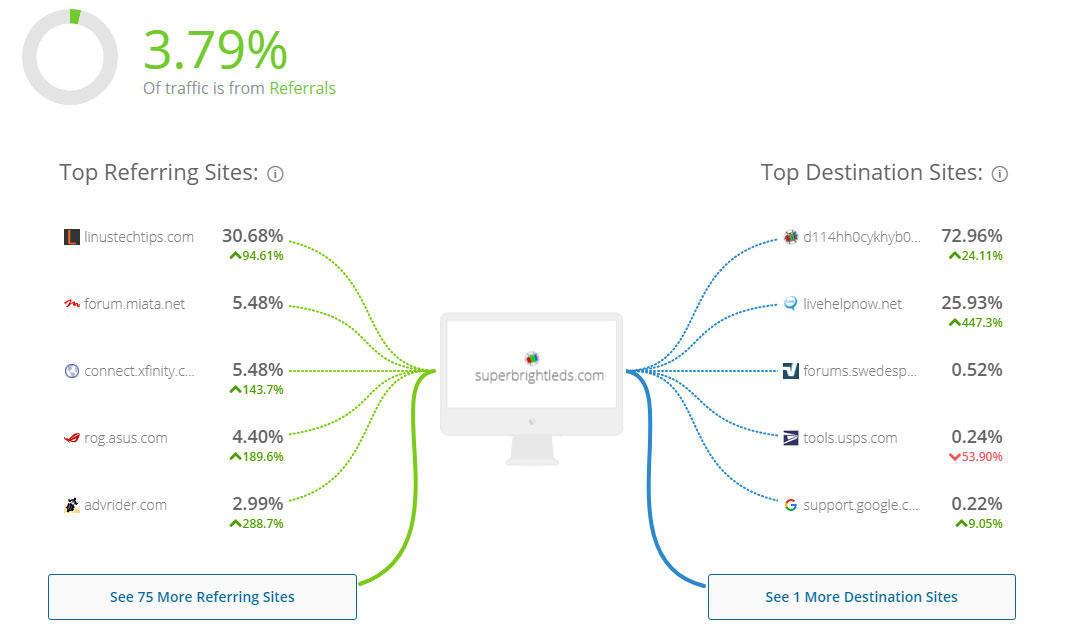 3.79%
Of traffic is from Referrals
Top Referring Sites:
linustechtips.com 30.68%
94.61%
forum.miata.net 5.48%
connect.xfinity.c... 5.48%
143.7%
rog.asus.com 4.40%
189.6%
advrider.com 2.99%
288.7%
See 75 More Referring Sites
superbrightleds.com
Top Destination Sites:
d114hh0cykhyb0... 72.96%
24.11%
livehelpnow.net 25.93%
447.3%
forums.swedesp... 0.52%
tools.usps.com 0.24%
53.90%
support.google.c... 0.22%
9.05%
See 1 More Destination Sites